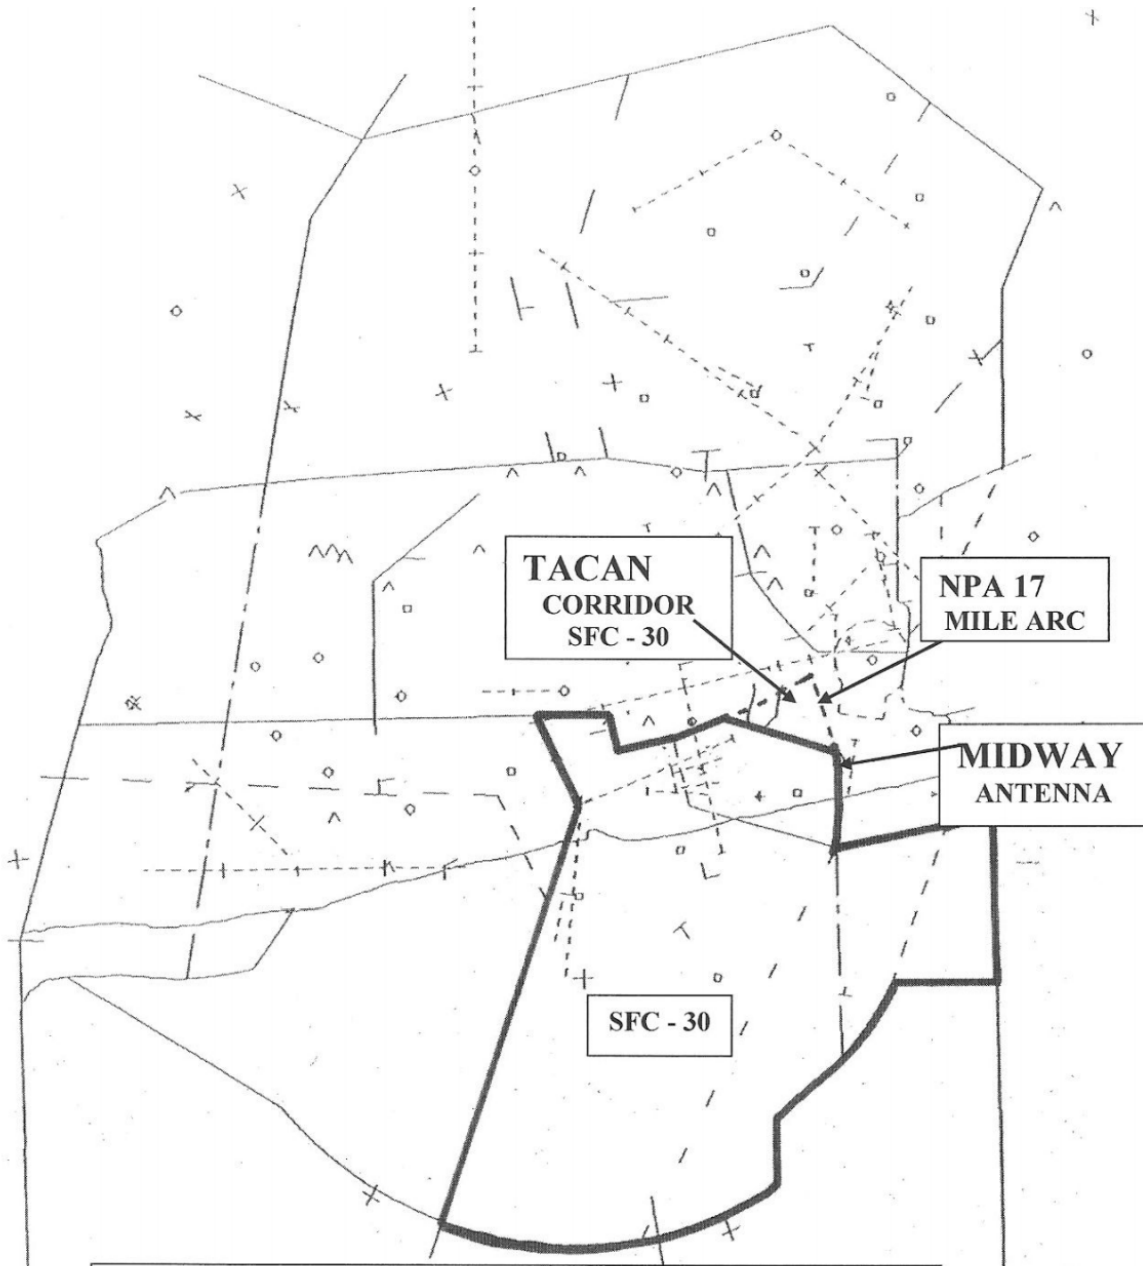 TACAN
CORRIDOR
SFC - 30
NPA 17
MILE ARC
MIDWAY
ANTENNA
SFC - 30